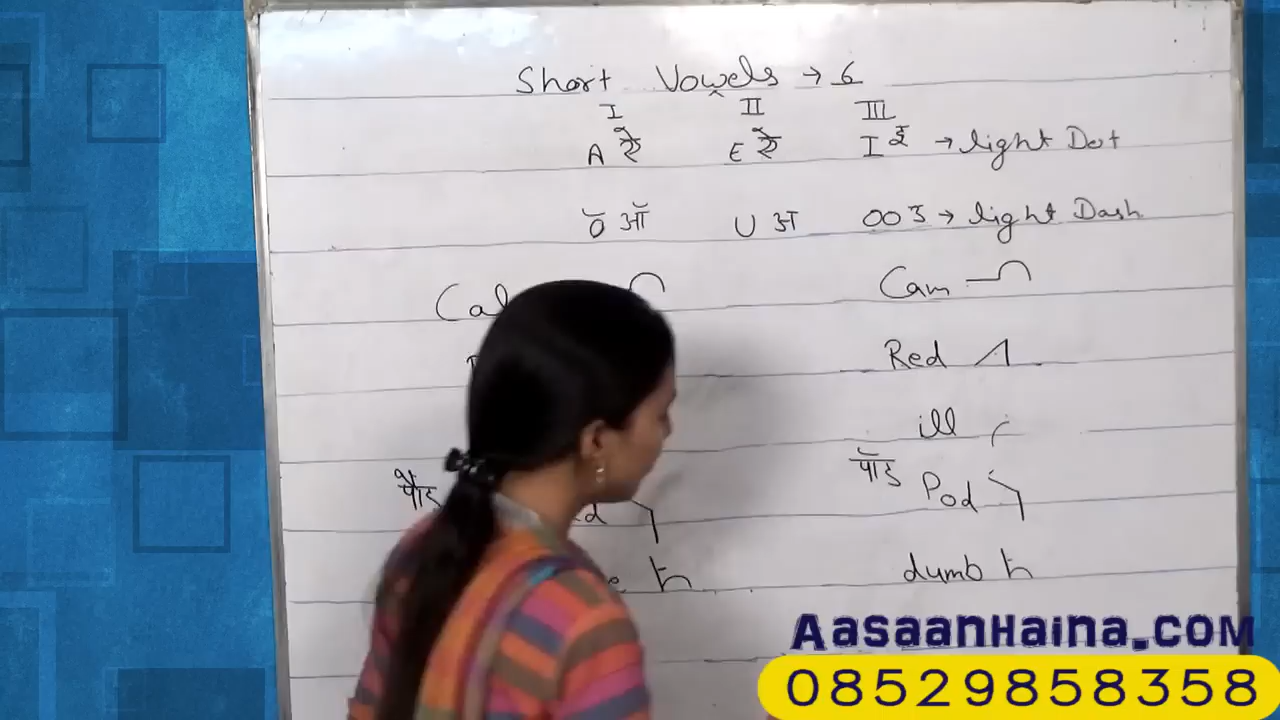 Short Vowels → 6
I II III
A ऐ E ऐ I इ → light Dot
ŏ ऑ U अ OO उ → light Dash
Cam
Red
ill
पॉड Pod
dumb
AasaanHaina.com
08529858358